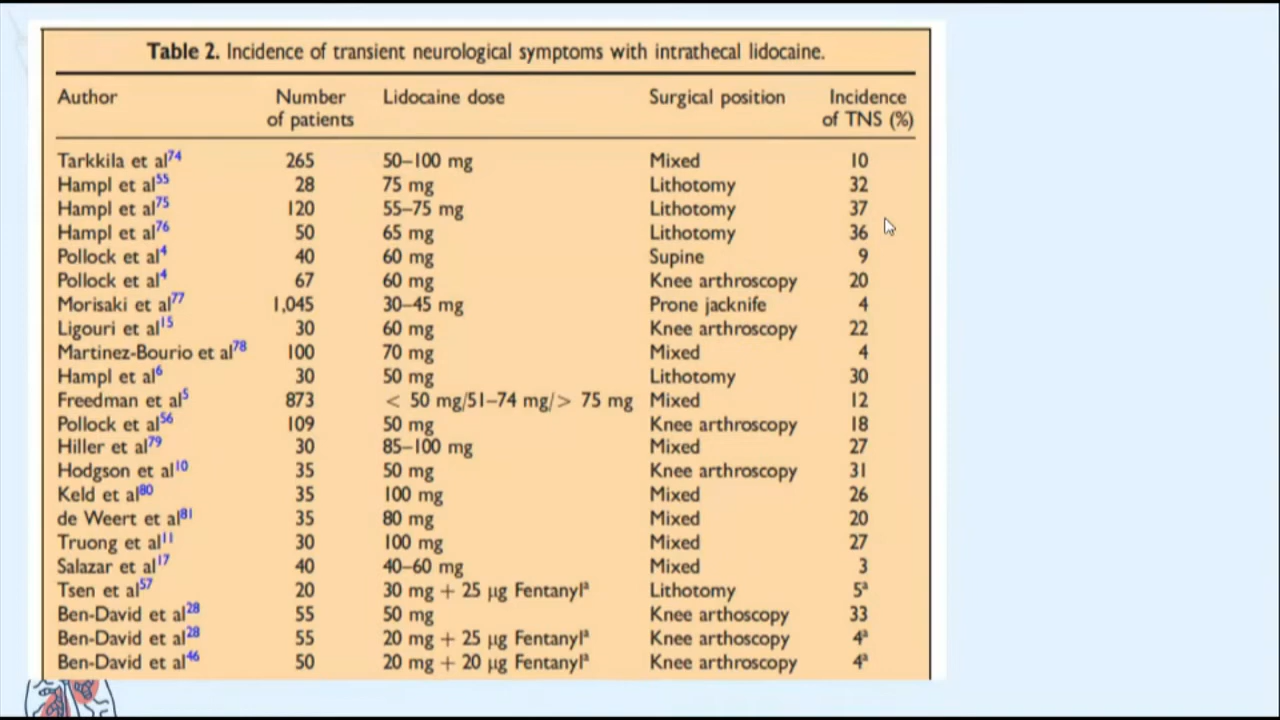 Table 2. Incidence of transient neurological symptoms with intrathecal lidocaine.
Author Number of patients Lidocaine dose Surgical position Incidence of TNS (%)
Tarkkila et al74 265 50–100 mg Mixed 10
Hampl et al55 28 75 mg Lithotomy 32
Hampl et al75 120 55–75 mg Lithotomy 37
Hampl et al76 50 65 mg Lithotomy 36
Pollock et al4 40 60 mg Supine 9
Pollock et al4 67 60 mg Knee arthroscopy 20
Morisaki et al77 1,045 30–45 mg Prone jacknife 4
Ligouri et al15 30 60 mg Knee arthroscopy 22
Martinez-Bourio et al78 100 70 mg Mixed 4
Hampl et al6 30 50 mg Lithotomy 30
Freedman et al5 873 < 50 mg/51–74 mg/> 75 mg Mixed 12
Pollock et al56 109 50 mg Knee arthroscopy 18
Hiller et al79 30 85–100 mg Mixed 27
Hodgson et al10 35 50 mg Knee arthroscopy 31
Keld et al80 35 100 mg Mixed 26
de Weert et al81 35 80 mg Mixed 20
Truong et al11 30 100 mg Mixed 27
Salazar et al17 40 40–60 mg Mixed 3
Tsen et al57 20 30 mg + 25 µg Fentanyla Lithotomy 5a
Ben-David et al28 55 50 mg Knee arthoscopy 33
Ben-David et al28 55 20 mg + 25 µg Fentanyla Knee arthoscopy 4a
Ben-David et al46 50 20 mg + 20 µg Fentanyla Knee arthroscopy 4a